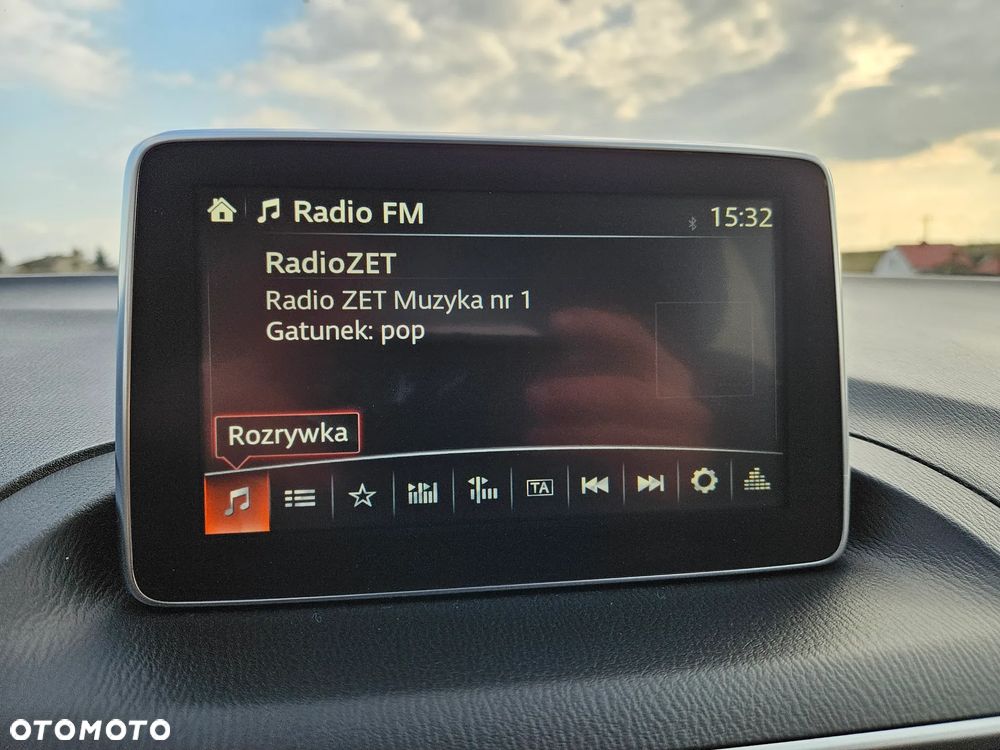 Radio FM
15:32
RadioZET
Radio ZET Muzyka nr 1
Gatunek: pop
Rozrywka
TA
OTOMOTO